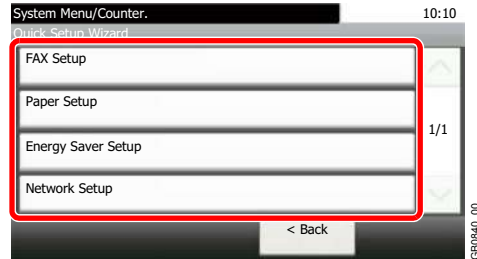 System Menu/Counter. 10:10
Quick Setup Wizard
FAX Setup
Paper Setup
1/1
Energy Saver Setup
Network Setup
< Back
GB0840_00